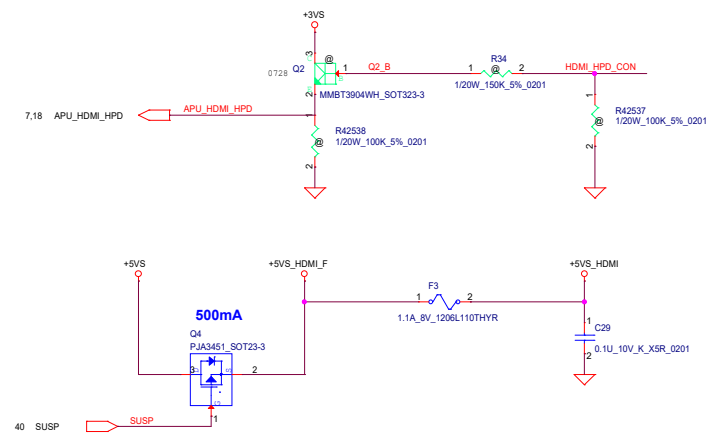 +3VS
3
@
Q2
0728
1
Q2_B
R34
1
@
2
HDMI_HPD_CON
1/20W_150K_5%_0201
2
MMBT3904WH_SOT323-3
7,18 APU_HDMI_HPD
APU_HDMI_HPD
1
R42538
@
1/20W_100K_5%_0201
2
1
R42537
@
1/20W_100K_5%_0201
2
+5VS
+5VS_HDMI_F
+5VS_HDMI
F3
1
2
1.1A_8V_1206L110THYR
500mA
Q4
PJA3451_SOT23-3
3
D
S
2
G
1
1
C29
0.1U_10V_K_X5R_0201
2
40 SUSP
SUSP